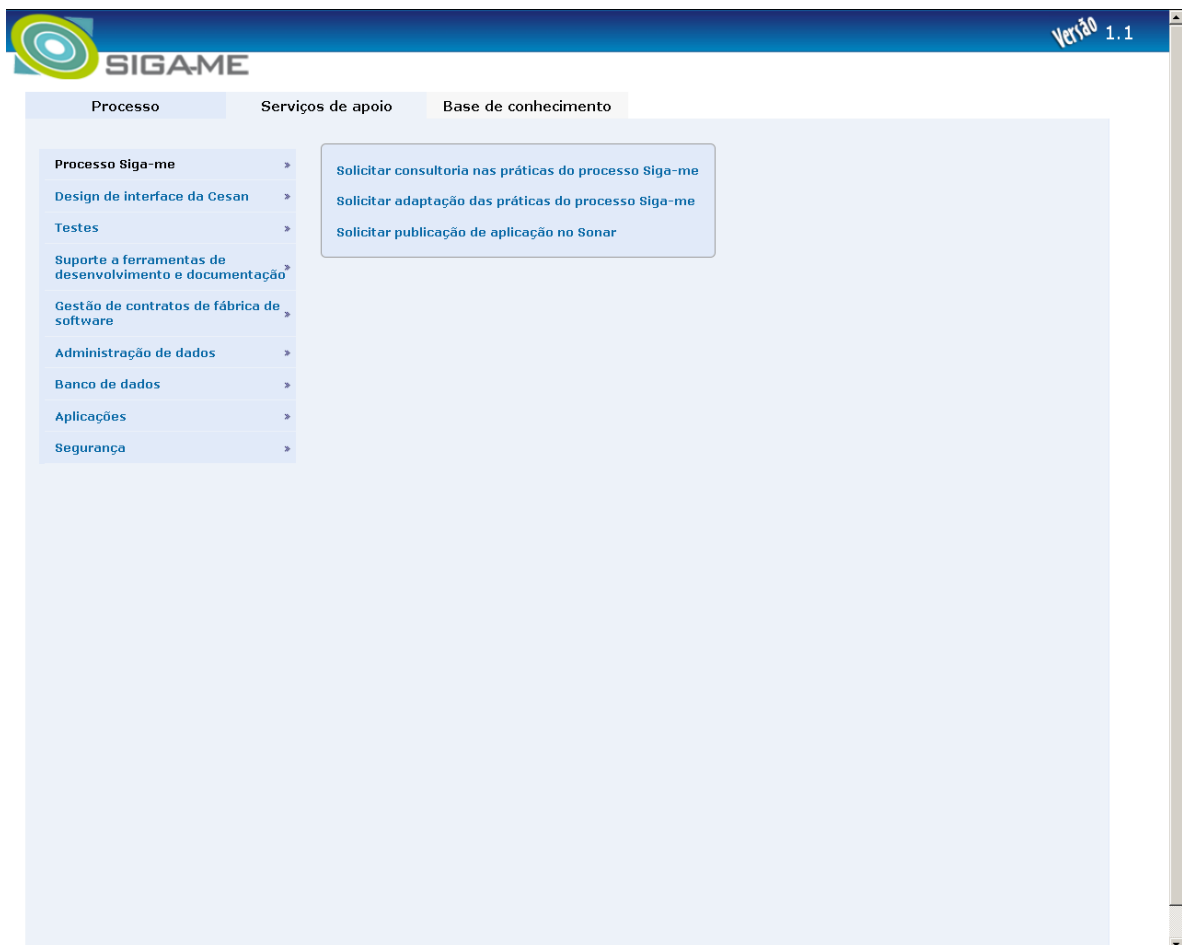 Versão 1.1
SIGA-ME
Processo
Serviços de apoio
Base de conhecimento
Processo Siga-me »
Design de interface da Cesan »
Testes »
Suporte a ferramentas de
desenvolvimento e documentação »
Gestão de contratos de fábrica de
software »
Administração de dados »
Banco de dados »
Aplicações »
Segurança »
Solicitar consultoria nas práticas do processo Siga-me
Solicitar adaptação das práticas do processo Siga-me
Solicitar publicação de aplicação no Sonar